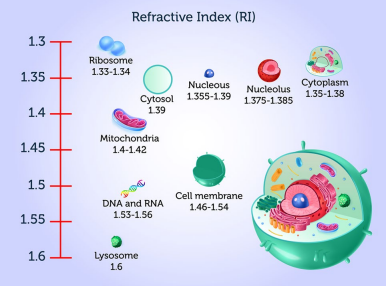 Refractive Index (RI)
1.3
1.35
1.4
1.45
1.5
1.55
1.6
Ribosome
1.33-1.34
Cytosol
1.39
Nucleous
1.355-1.39
Nucleolus
1.375-1.385
Cytoplasm
1.35-1.38
Mitochondria
1.4-1.42
DNA and RNA
1.53-1.56
Cell membrane
1.46-1.54
Lysosome
1.6